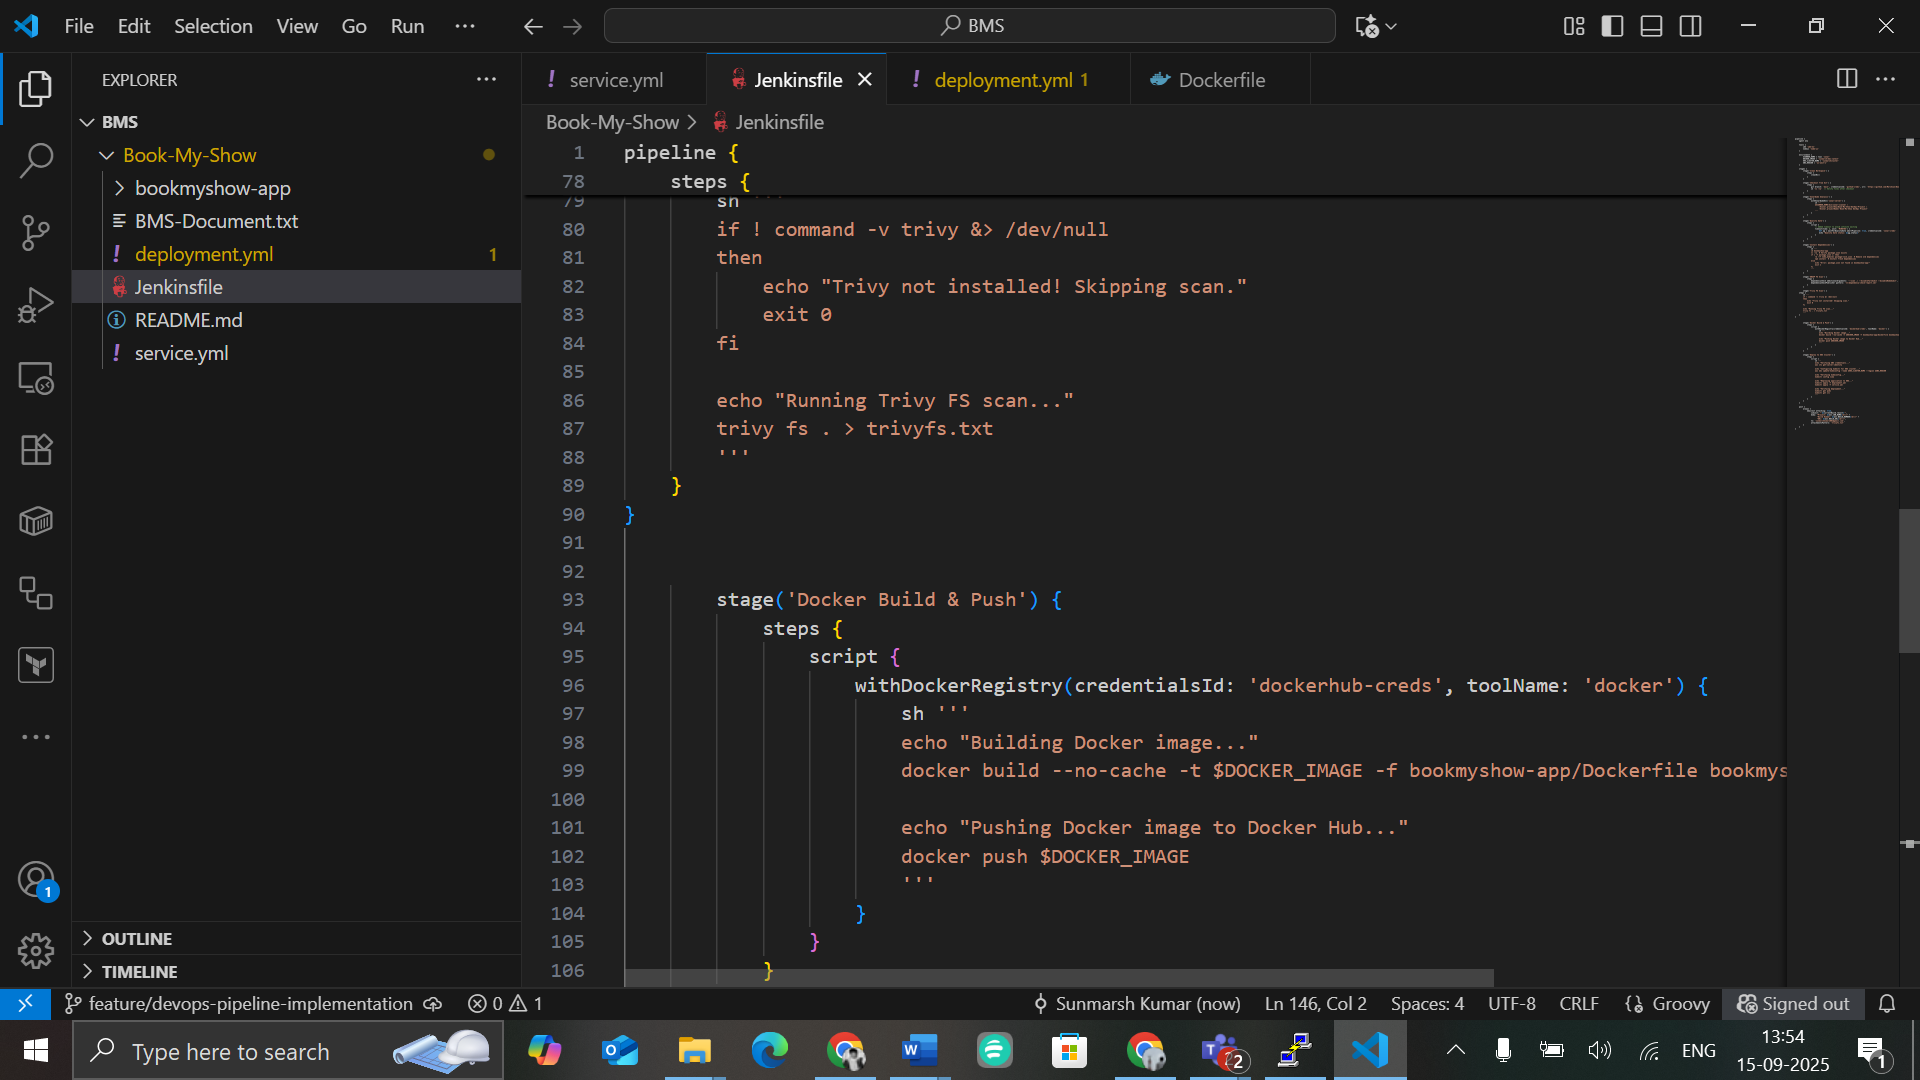 File Edit Selection View Go Run ···
BMS
EXPLORER
BMS
Book-My-Show
bookmyshow-app
BMS-Document.txt
! deployment.yml 1
Jenkinsfile
README.md
! service.yml
OUTLINE
TIMELINE
! service.yml
Jenkinsfile
! deployment.yml 1
Dockerfile
Book-My-Show > Jenkinsfile
1 pipeline {
78 steps {
79 sh '''
80 if ! command -v trivy &> /dev/null
81 then
82 echo "Trivy not installed! Skipping scan."
83 exit 0
84 fi
85
86 echo "Running Trivy FS scan..."
87 trivy fs . > trivyfs.txt
88 '''
89 }
90 }
91
92
93 stage('Docker Build & Push') {
94 steps {
95 script {
96 withDockerRegistry(credentialsId: 'dockerhub-creds', toolName: 'docker') {
97 sh '''
98 echo "Building Docker image..."
99 docker build --no-cache -t $DOCKER_IMAGE -f bookmyshow-app/Dockerfile bookmys
100
101 echo "Pushing Docker image to Docker Hub..."
102 docker push $DOCKER_IMAGE
103 '''
104 }
105 }
106 }
1
feature/devops-pipeline-implementation 0 1 Sunmarsh Kumar (now) Ln 146, Col 2 Spaces: 4 UTF-8 CRLF Groovy Signed out
Type here to search
2
ENG
13:54
15-09-2025
1